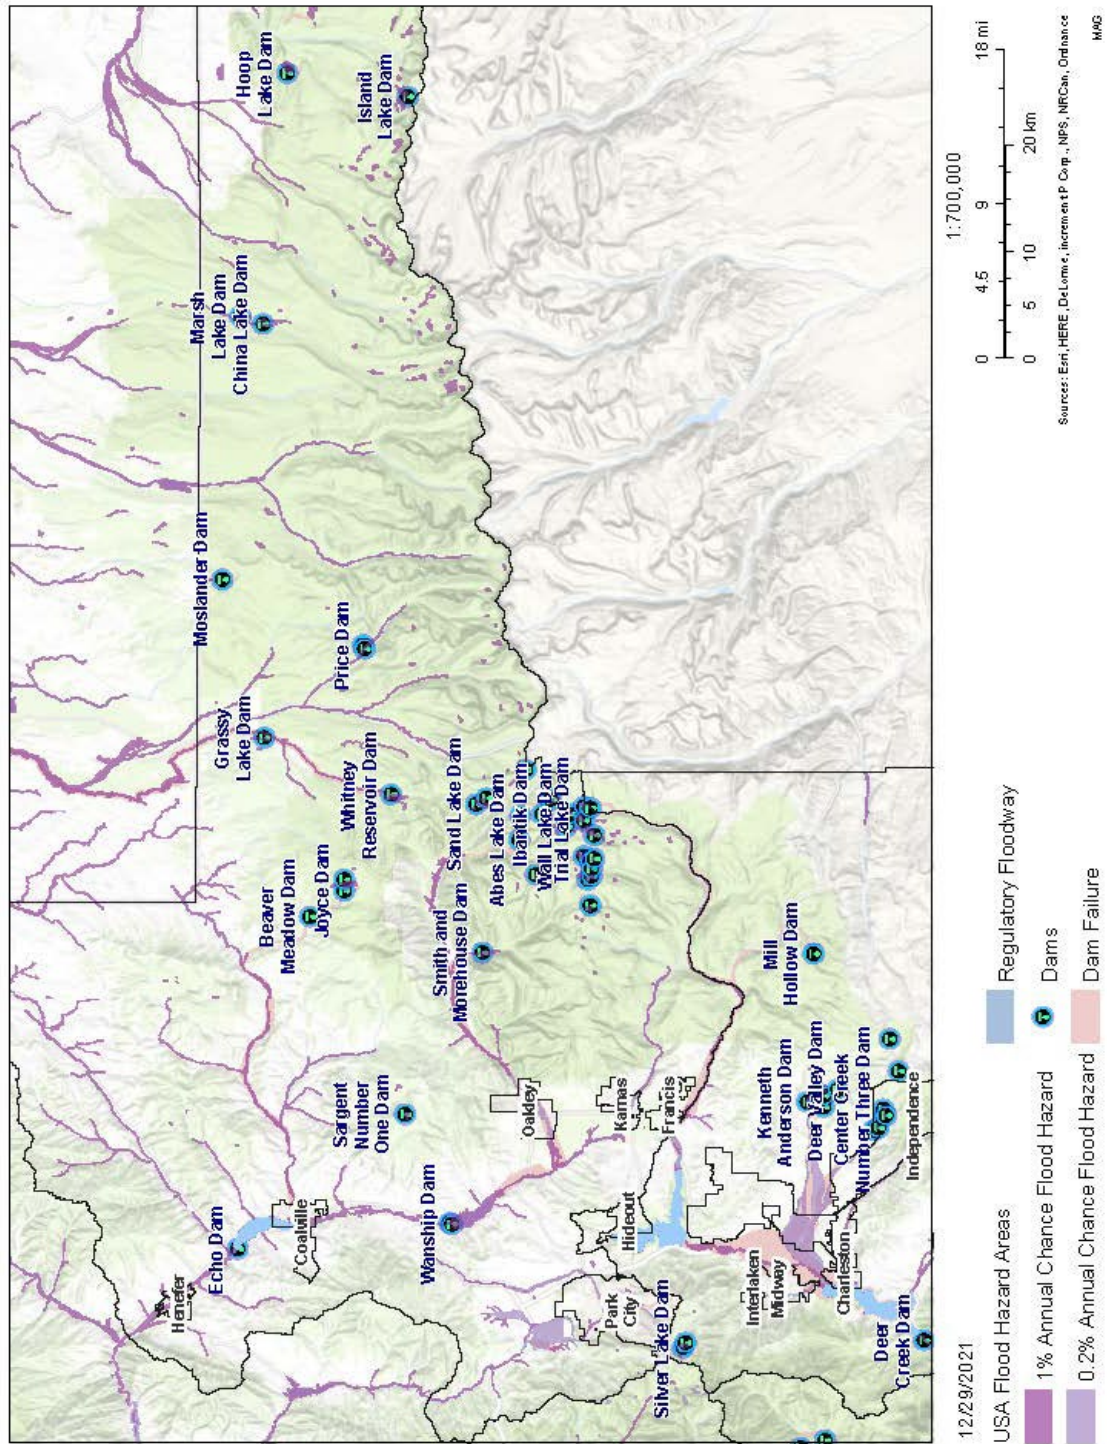 Hoop
Lake Dam
Island
Lake Dam
Marsh
Lake Dam
China Lake Dam
Moslander Dam
Price Dam
Grassy
Lake Dam
Whitney
Reservoir Dam
Sand Lake Dam
Abes Lake Dam
Ibantik Dam
Wall Lake Dam
Trial Lake Dam
Beaver
Meadow Dam
Joyce Dam
Smith and
Morehouse Dam
Mill
Hollow Dam
Sargent
Number
One Dam
Oakley
Kamas
Francis
Kenneth
Anderson Dam
Deer Valley Dam
Center Creek
Number Three Dam
Independence
Echo Dam
Coalville
Henefer
Wanship Dam
Hideout
Park
City
Silver Lake Dam
Interlaken
Midway
Charleston
Deer
Creek Dam
12/29/2021
1:700,000
0 4.5 9 18 mi
0 5 10 20 km
Sources: Esri, HERE, DeLorme, increment P Corp., NPS, NRCan, Ordnance
MAG
USA Flood Hazard Areas
1% Annual Chance Flood Hazard
0.2% Annual Chance Flood Hazard
Regulatory Floodway
Dams
Dam Failure